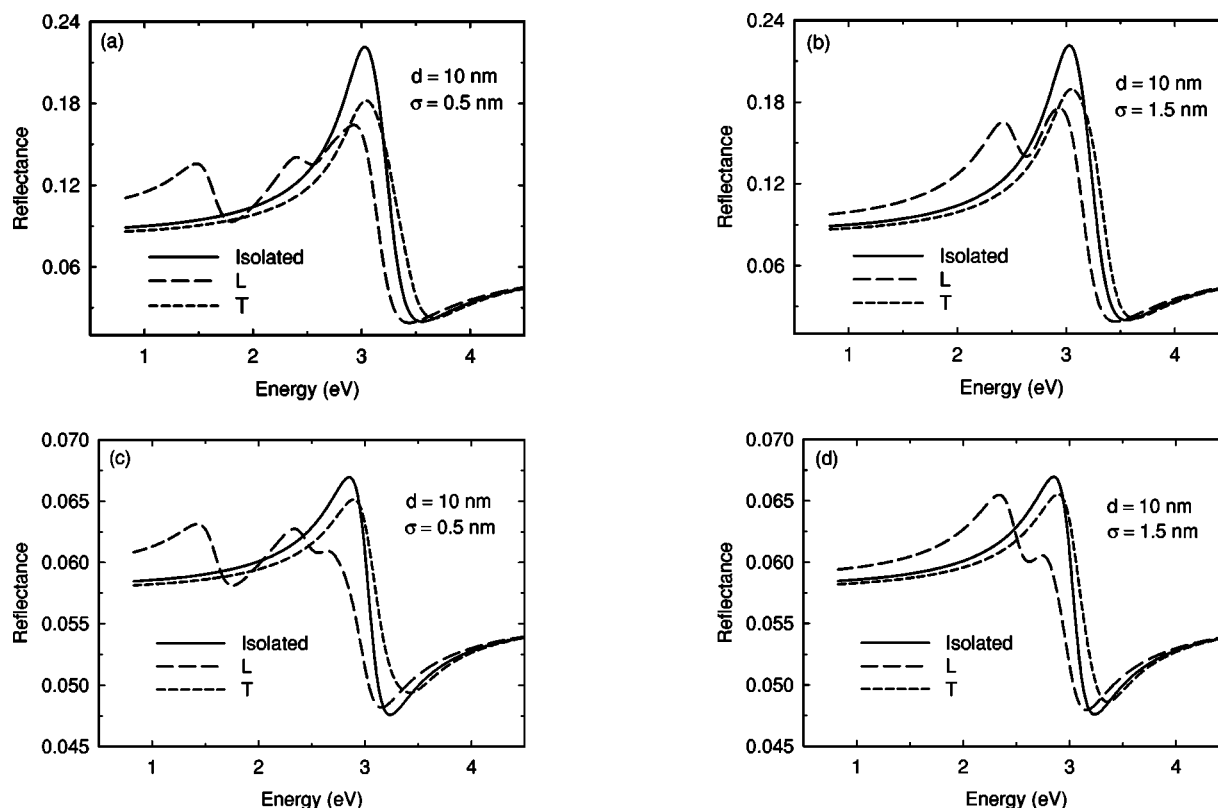 0.24
(a)
d = 10 nm
σ = 0.5 nm
0.18
0.12
0.06
Reflectance
Isolated
L
T
1 2 3 4
Energy (eV)
0.24
(b)
d = 10 nm
σ = 1.5 nm
0.18
0.12
0.06
Reflectance
Isolated
L
T
1 2 3 4
Energy (eV)
0.070
(c)
d = 10 nm
σ = 0.5 nm
0.065
0.060
0.055
0.050
0.045
Reflectance
Isolated
L
T
1 2 3 4
Energy (eV)
0.070
(d)
d = 10 nm
σ = 1.5 nm
0.065
0.060
0.055
0.050
0.045
Reflectance
Isolated
L
T
1 2 3 4
Energy (eV)